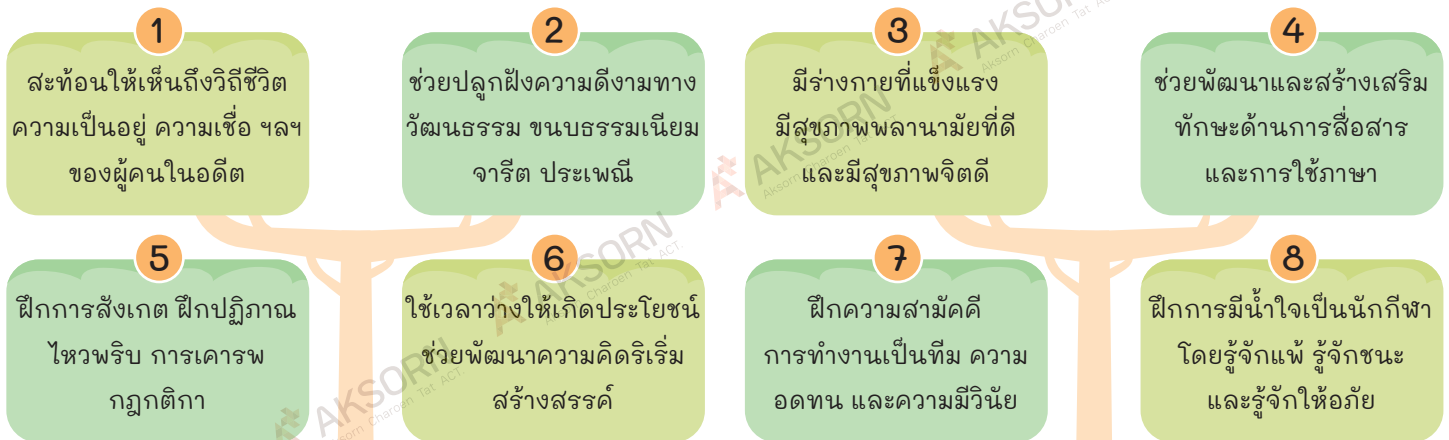 1
สะท้อนให้เห็นถึงวิถีชีวิต
ความเป็นอยู่ ความเชื่อ ฯลฯ
ของผู้คนในอดีต
2
ช่วยปลูกฝังความดีงามทาง
วัฒนธรรม ขนบธรรมเนียม
จารีต ประเพณี
3
มีร่างกายที่แข็งแรง
มีสุขภาพพลานามัยที่ดี
และมีสุขภาพจิตดี
4
ช่วยพัฒนาและสร้างเสริม
ทักษะด้านการสื่อสาร
และการใช้ภาษา
5
ฝึกการสังเกต ฝึกปฏิภาณ
ไหวพริบ การเคารพ
กฎกติกา
6
ใช้เวลาว่างให้เกิดประโยชน์
ช่วยพัฒนาความคิดริเริ่ม
สร้างสรรค์
7
ฝึกความสามัคคี
การทำงานเป็นทีม ความ
อดทน และความมีวินัย
8
ฝึกการมีน้ำใจเป็นนักกีฬา
โดยรู้จักแพ้ รู้จักชนะ
และรู้จักให้อภัย
AKSORN
Aksorn Charoen Tat ACT.
AKSORN
Aksorn Charoen Tat ACT.
AKSORN
Aksorn Charoen Tat ACT.
AKSORN
Aksorn Charoen Tat ACT.